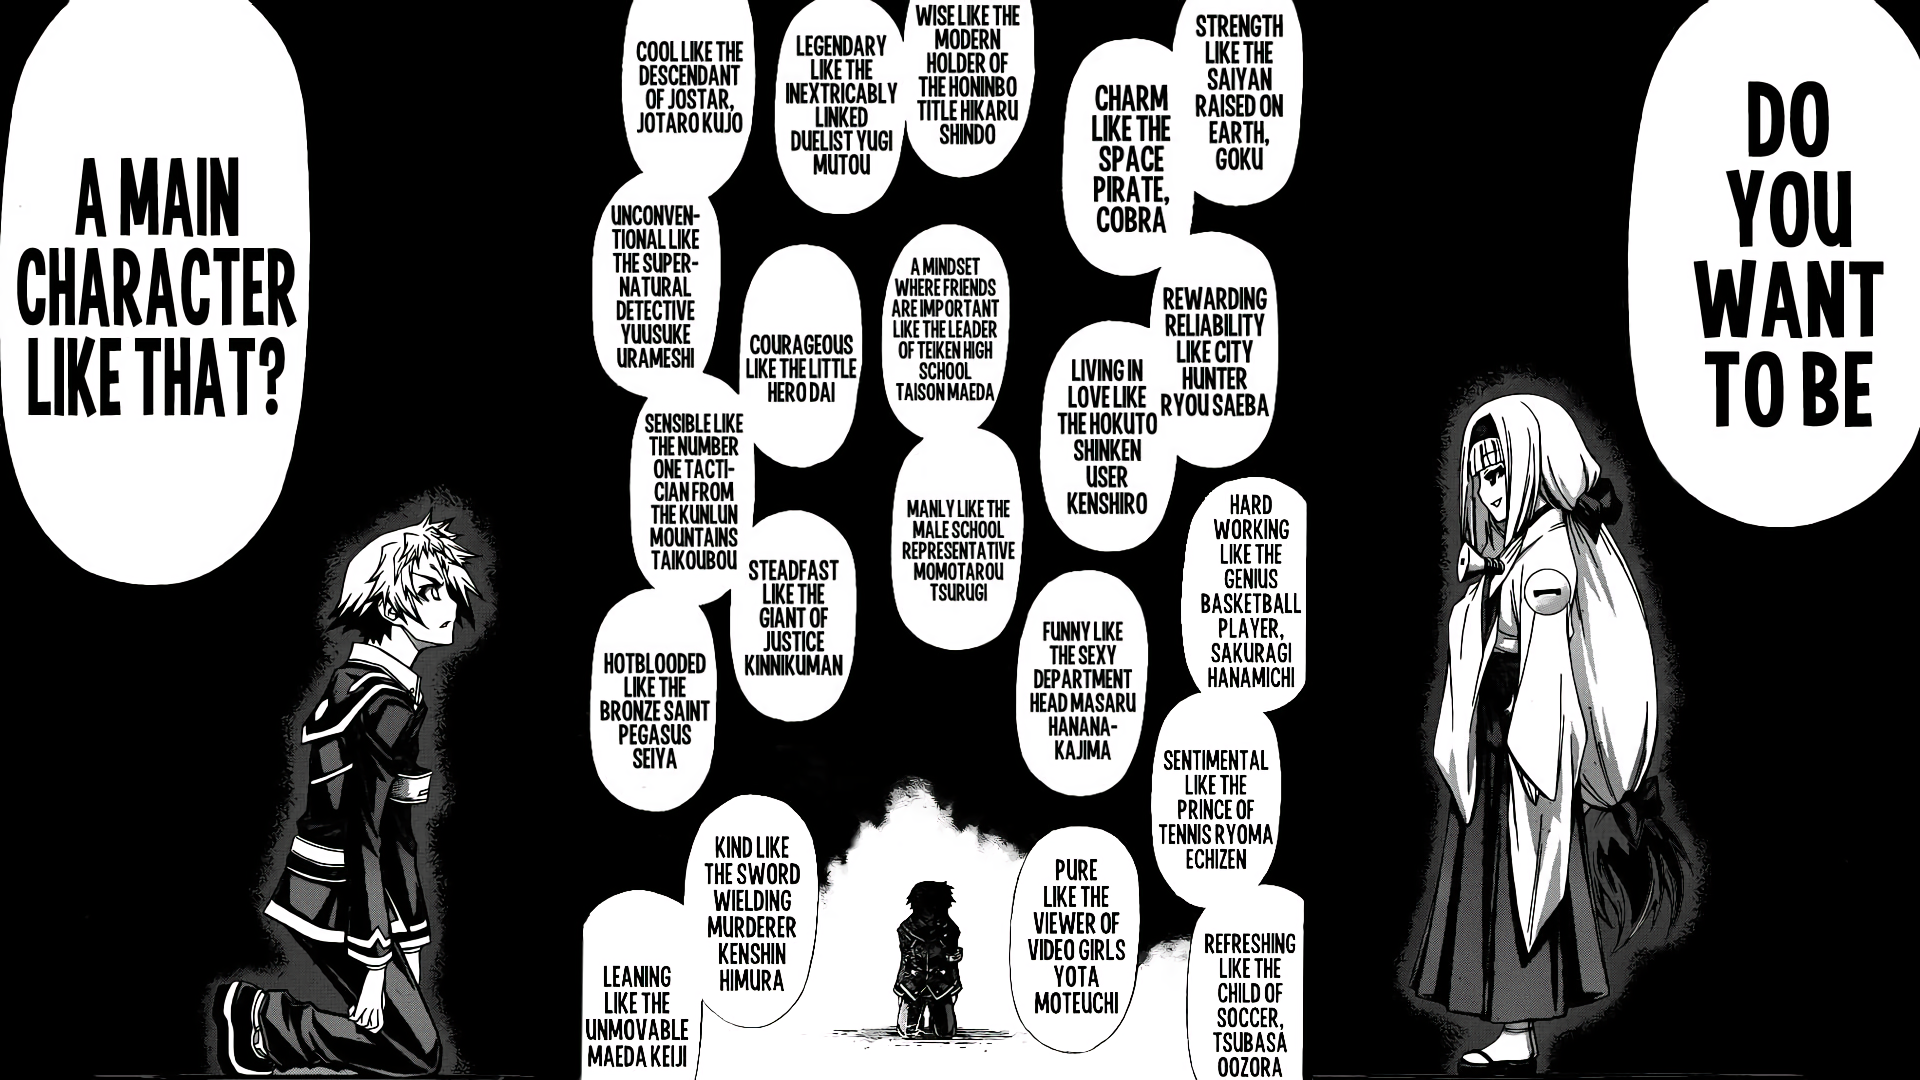 DO
YOU
WANT
TO BE
STRENGTH
LIKE THE
SAIYAN
RAISED ON
EARTH,
GOKU
CHARM
LIKE THE
SPACE
PIRATE,
COBRA
REWARDING
RELIABILITY
LIKE CITY
HUNTER
RYOU SAEBA
LIVING IN
LOVE LIKE
THE HOKUTO
SHINKEN
USER
KENSHIRO
HARD
WORKING
LIKE THE
GENIUS
BASKETBALL
PLAYER,
SAKURAGI
HANAMICHI
FUNNY LIKE
THE SEXY
DEPARTMENT
HEAD MASARU
HANANA-
KAJIMA
SENTIMENTAL
LIKE THE
PRINCE OF
TENNIS RYOMA
ECHIZEN
REFRESHING
LIKE THE
CHILD OF
SOCCER,
TSUBASA
OOZORA
PURE
LIKE THE
VIEWER OF
VIDEO GIRLS
YOTA
MOTEUCHI
WISE LIKE THE
MODERN
HOLDER OF
THE HONINBO
TITLE HIKARU
SHINDO
LEGENDARY
LIKE THE
INEXTRICABLY
LINKED
DUELIST YUGI
MUTOU
A MINDSET
WHERE FRIENDS
ARE IMPORTANT
LIKE THE LEADER
OF TEIKEN HIGH
SCHOOL
TAISON MAEDA
MANLY LIKE THE
MALE SCHOOL
REPRESENTATIVE
MOMOTAROU
TSURUGI
COOL LIKE THE
DESCENDANT
OF JOSTAR,
JOTARO KUJO
UNCONVEN-
TIONAL LIKE
THE SUPER-
NATURAL
DETECTIVE
YUUSUKE
URAMESHI
COURAGEOUS
LIKE THE LITTLE
HERO DAI
SENSIBLE LIKE
THE NUMBER
ONE TACTI-
CIAN FROM
THE KUNLUN
MOUNTAINS
TAIKOUBOU
STEADFAST
LIKE THE
GIANT OF
JUSTICE
KINNIKUMAN
HOTBLOODED
LIKE THE
BRONZE SAINT
PEGASUS
SEIYA
KIND LIKE
THE SWORD
WIELDING
MURDERER
KENSHIN
HIMURA
LEANING
LIKE THE
UNMOVABLE
MAEDA KEIJI
A MAIN
CHARACTER
LIKE THAT?